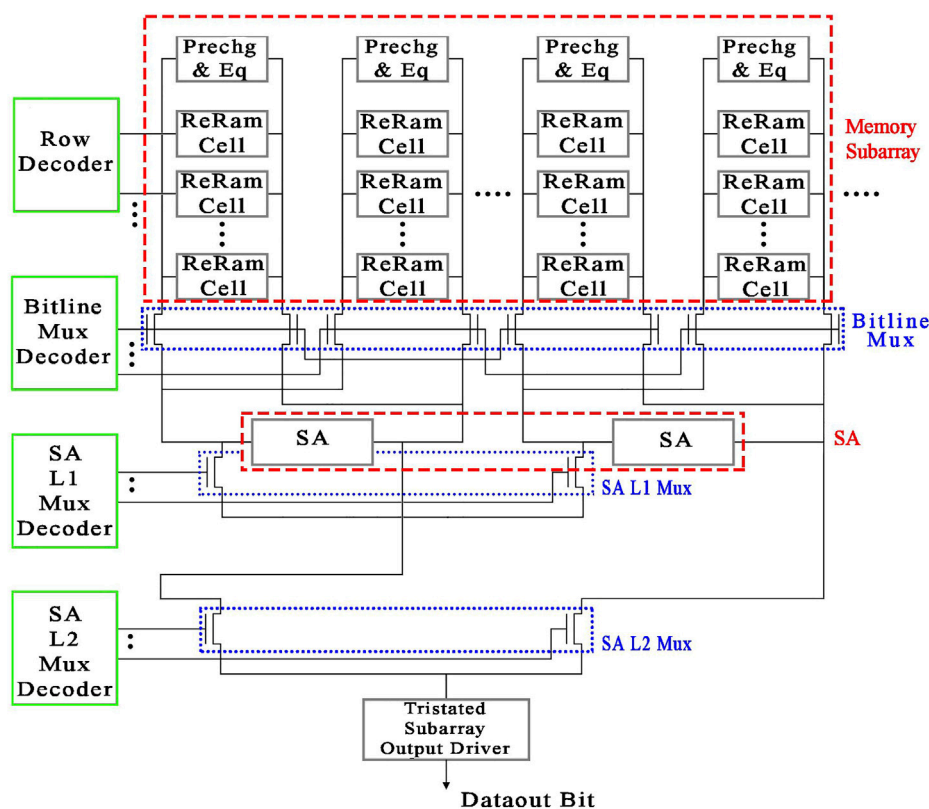 Prechg & Eq
Prechg & Eq
Prechg & Eq
Prechg & Eq
Row Decoder
ReRam Cell
ReRam Cell
ReRam Cell
ReRam Cell
Memory Subarray
ReRam Cell
ReRam Cell
ReRam Cell
ReRam Cell
ReRam Cell
ReRam Cell
ReRam Cell
ReRam Cell
Bitline Mux Decoder
Bitline Mux
SA
SA
SA
SA L1 Mux Decoder
SA L1 Mux
SA L2 Mux Decoder
SA L2 Mux
Tristated Subarray Output Driver
Dataout Bit